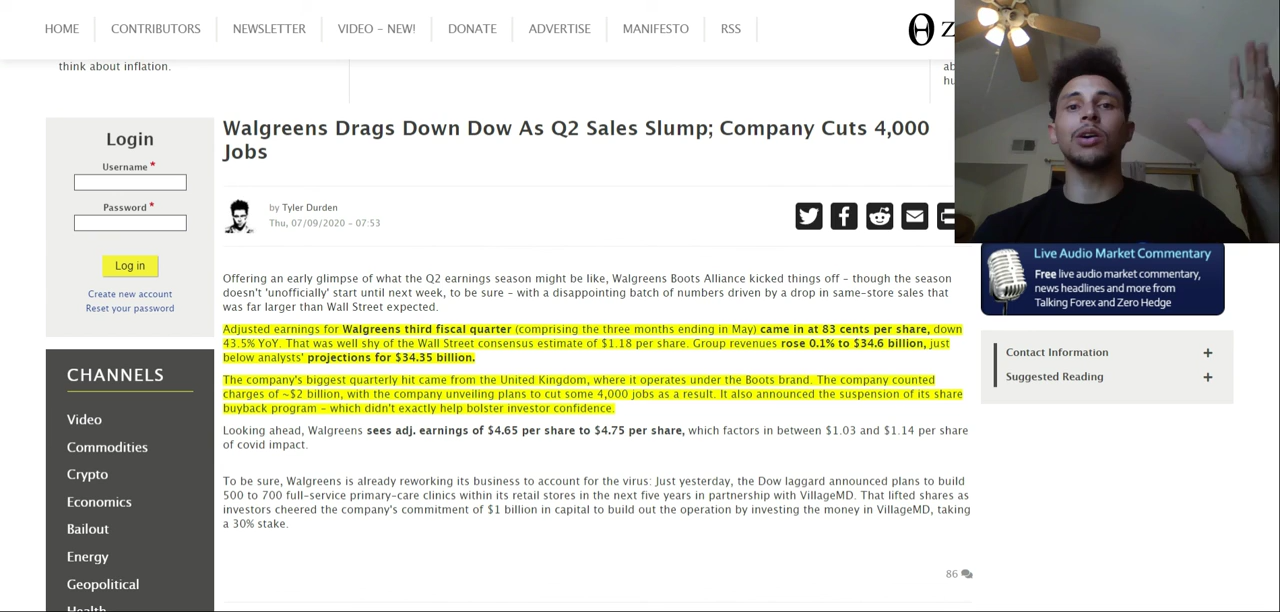 HOME
CONTRIBUTORS
NEWSLETTER
VIDEO – NEW!
DONATE
ADVERTISE
MANIFESTO
RSS
think about inflation.
Login
Username *
Password *
Log in
Create new account
Reset your password
CHANNELS
Video
Commodities
Crypto
Economics
Bailout
Energy
Geopolitical
Health
Walgreens Drags Down Dow As Q2 Sales Slump; Company Cuts 4,000
Jobs
by Tyler Durden
Thu, 07/09/2020 - 07:53
Offering an early glimpse of what the Q2 earnings season might be like, Walgreens Boots Alliance kicked things off - though the season
doesn't 'unofficially' start until next week, to be sure - with a disappointing batch of numbers driven by a drop in same-store sales that
was far larger than Wall Street expected.
Adjusted earnings for Walgreens third fiscal quarter (comprising the three months ending in May) came in at 83 cents per share, down
43.5% YoY. That was well shy of the Wall Street consensus estimate of $1.18 per share. Group revenues rose 0.1% to $34.6 billion, just
below analysts' projections for $34.35 billion.
The company's biggest quarterly hit came from the United Kingdom, where it operates under the Boots brand. The company counted
charges of ~$2 billion, with the company unveiling plans to cut some 4,000 jobs as a result. It also announced the suspension of its share
buyback program - which didn't exactly help bolster investor confidence.
Looking ahead, Walgreens sees adj. earnings of $4.65 per share to $4.75 per share, which factors in between $1.03 and $1.14 per share
of covid impact.
To be sure, Walgreens is already reworking its business to account for the virus: Just yesterday, the Dow laggard announced plans to build
500 to 700 full-service primary-care clinics within its retail stores in the next five years in partnership with VillageMD. That lifted shares as
investors cheered the company's commitment of $1 billion in capital to build out the operation by investing the money in VillageMD, taking
a 30% stake.
86
Live Audio Market Commentary
Free live audio market commentary,
news headlines and more from
Talking Forex and Zero Hedge
Contact Information +
Suggested Reading +